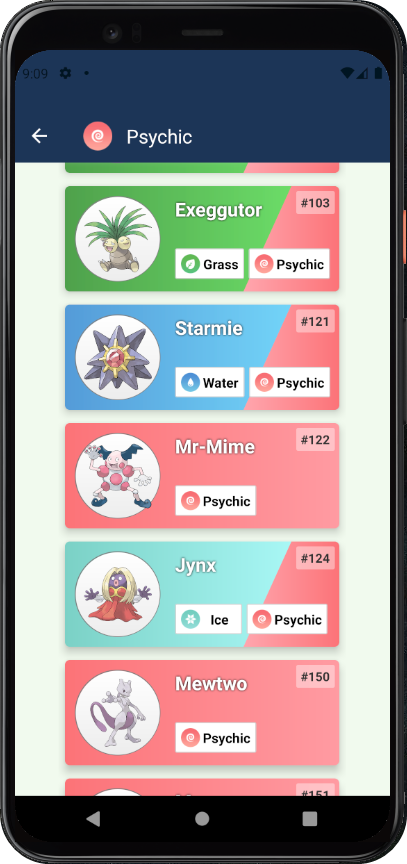 9:09
Psychic
Exeggutor
#103
Grass
Psychic
Starmie
#121
Water
Psychic
Mr-Mime
#122
Psychic
Jynx
#124
Ice
Psychic
Mewtwo
#150
Psychic
#151